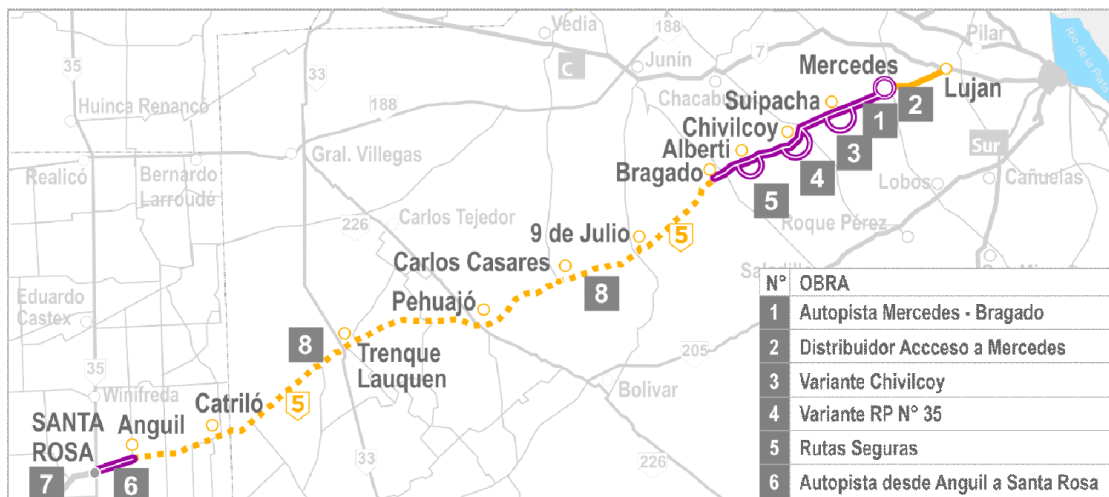 Vedia
188
Pilar
Río de la Plata
35
33
C
Junín
7
Mercedes
Huinca Renancó
188
Chacabu
Suipacha
Lujan
1
2
Chivilcoy
3
Sur
Gral. Villegas
Alberti
Realicó
Bernardo
Larroudé
Bragado
4
5
Lobos
Cañuelas
226
Carlos Tejedor
Roque Pérez
9 de Julio
5
Carlos Casares
8
Eduardo
Castex
Pehuajó
8
Trenque
Lauquen
205
35
Bolivar
Winifreda
Catriló
5
SANTA
ROSA
Anguil
7
6
33
226
N° OBRA
1 Autopista Mercedes - Bragado
2 Distribuidor Accceso a Mercedes
3 Variante Chivilcoy
4 Variante RP N° 35
5 Rutas Seguras
6 Autopista desde Anguil a Santa Rosa